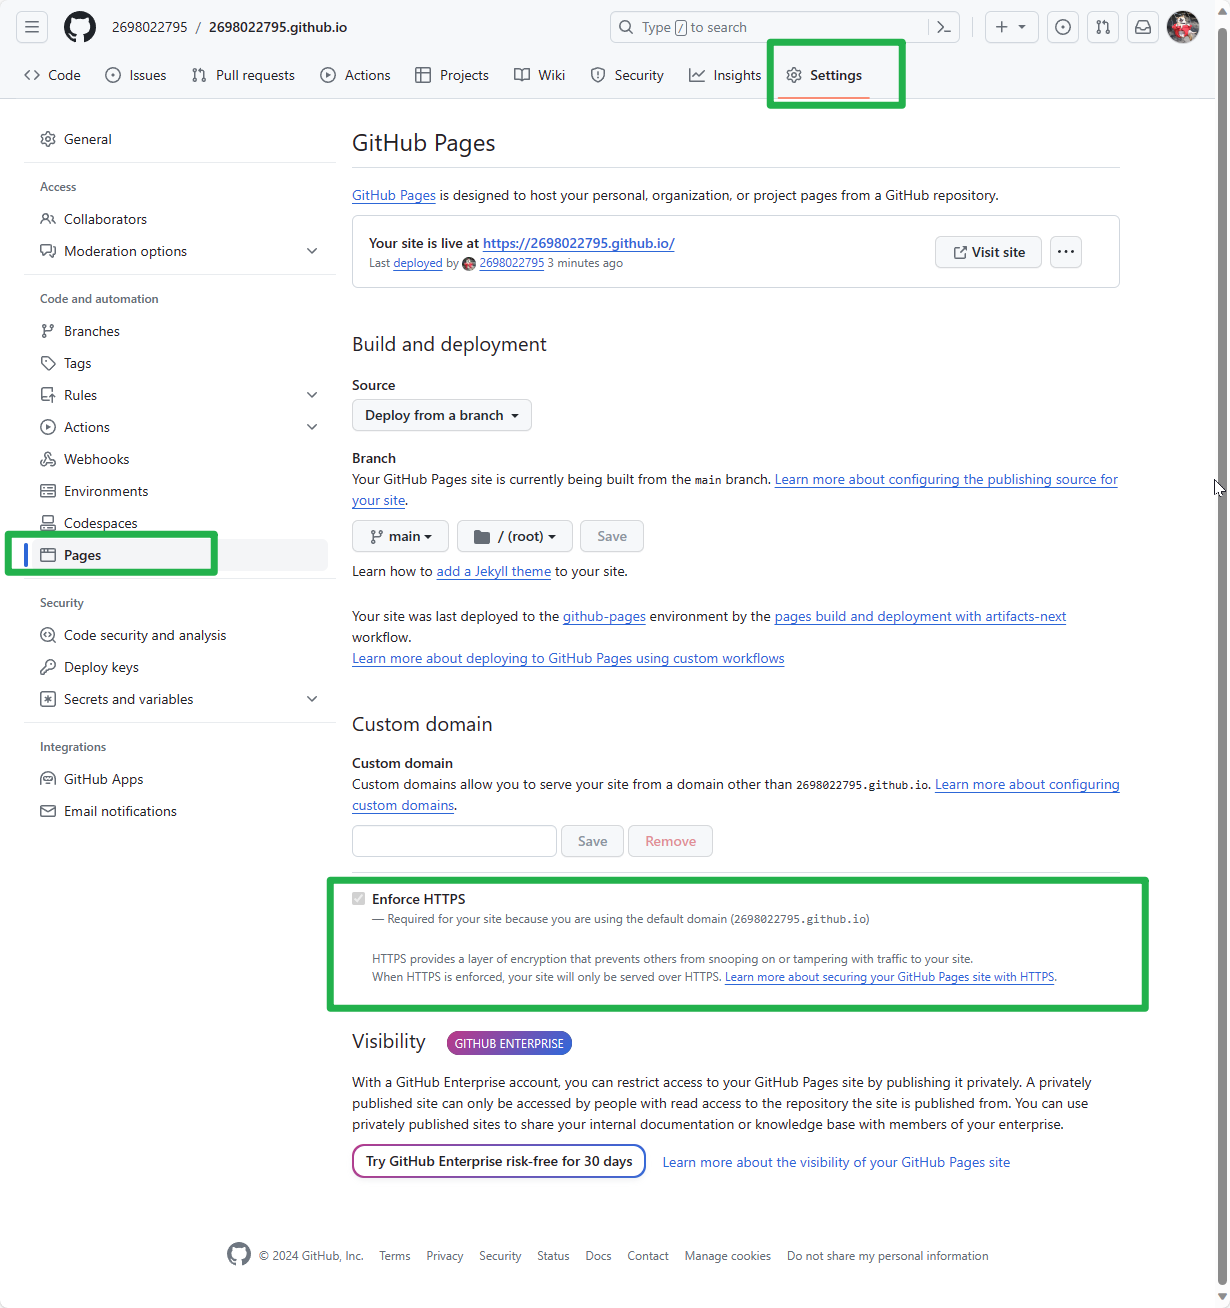 2698022795 / 2698022795.github.io
Type / to search
Code
Issues
Pull requests
Actions
Projects
Wiki
Security
Insights
Settings
General
Access
Collaborators
Moderation options
Code and automation
Branches
Tags
Rules
Actions
Webhooks
Environments
Codespaces
Pages
Security
Code security and analysis
Deploy keys
Secrets and variables
Integrations
GitHub Apps
Email notifications
GitHub Pages
GitHub Pages is designed to host your personal, organization, or project pages from a GitHub repository.
Your site is live at https://2698022795.github.io/
Last deployed by 2698022795 3 minutes ago
Visit site
Build and deployment
Source
Deploy from a branch
Branch
Your GitHub Pages site is currently being built from the main branch. Learn more about configuring the publishing source for
your site.
main
/ (root)
Save
Learn how to add a Jekyll theme to your site.
Your site was last deployed to the github-pages environment by the pages build and deployment with artifacts-next
workflow.
Learn more about deploying to GitHub Pages using custom workflows
Custom domain
Custom domain
Custom domains allow you to serve your site from a domain other than 2698022795.github.io. Learn more about configuring
custom domains.
Save
Remove
Enforce HTTPS
— Required for your site because you are using the default domain (2698022795.github.io)
HTTPS provides a layer of encryption that prevents others from snooping on or tampering with traffic to your site.
When HTTPS is enforced, your site will only be served over HTTPS. Learn more about securing your GitHub Pages site with HTTPS.
Visibility
GITHUB ENTERPRISE
With a GitHub Enterprise account, you can restrict access to your GitHub Pages site by publishing it privately. A privately
published site can only be accessed by people with read access to the repository the site is published from. You can use
privately published sites to share your internal documentation or knowledge base with members of your enterprise.
Try GitHub Enterprise risk-free for 30 days
Learn more about the visibility of your GitHub Pages site
© 2024 GitHub, Inc.
Terms
Privacy
Security
Status
Docs
Contact
Manage cookies
Do not share my personal information